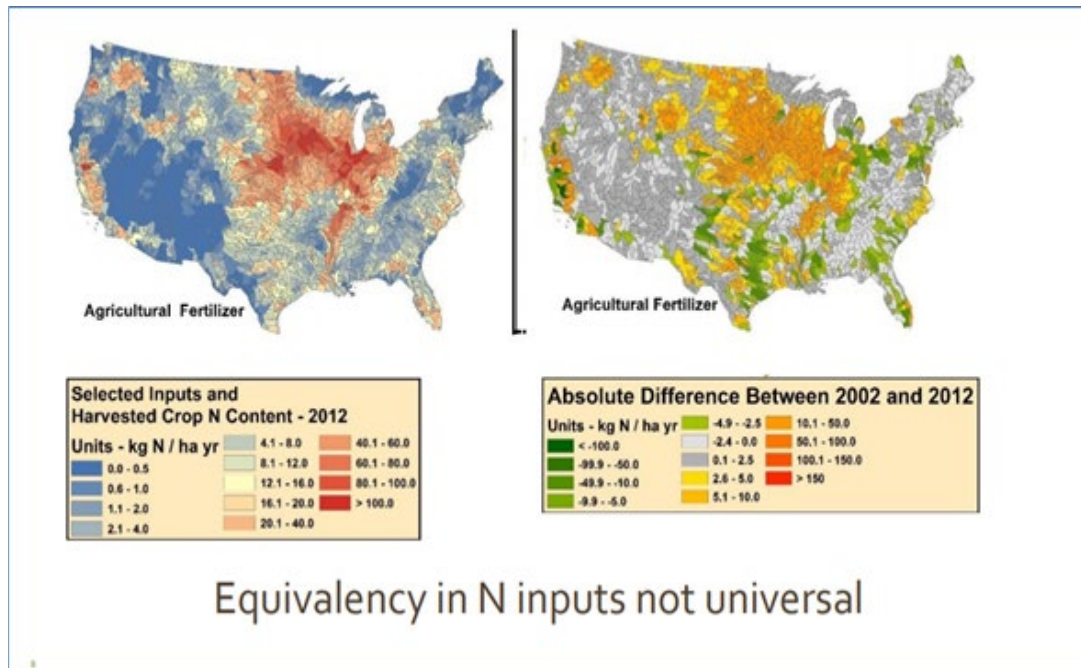 Agricultural Fertilizer
Agricultural Fertilizer
Selected Inputs and
Harvested Crop N Content - 2012
Units - kg N / ha yr
0.0 - 0.5
0.6 - 1.0
1.1 - 2.0
2.1 - 4.0
4.1 - 8.0
8.1 - 12.0
12.1 - 16.0
16.1 - 20.0
20.1 - 40.0
40.1 - 60.0
60.1 - 80.0
80.1 - 100.0
> 100.0
Absolute Difference Between 2002 and 2012
Units - kg N / ha yr
< -100.0
-99.9 - -50.0
-49.9 - -10.0
-9.9 - -5.0
-4.9 - -2.5
-2.4 - 0.0
0.1 - 2.5
2.6 - 5.0
5.1 - 10.0
10.1 - 50.0
50.1 - 100.0
100.1 - 150.0
> 150
Equivalency in N inputs not universal